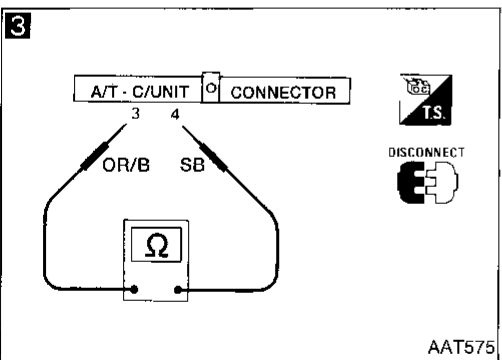 3
A/T - C/UNIT CONNECTOR
3 4
T.S.
DISCONNECT
OR/B SB
Ω
AAT575